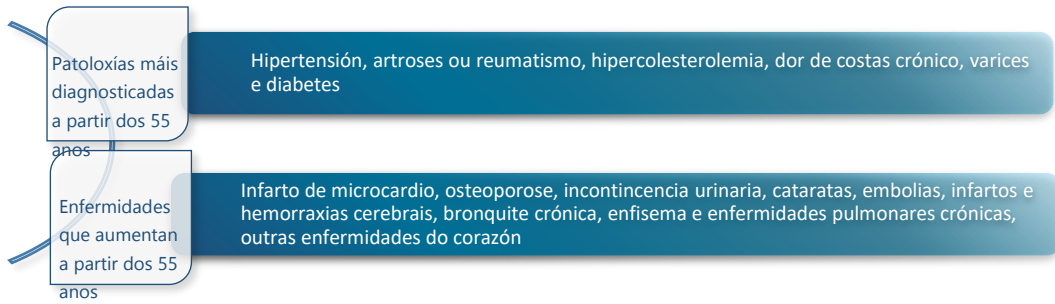 Patoloxías máis
diagnosticadas
a partir dos 55
anos
Hipertensión, artroses ou reumatismo, hipercolesterolemia, dor de costas crónico, varices
e diabetes
Enfermidades
que aumentan
a partir dos 55
anos
Infarto de microcardio, osteoporose, incontincencia urinaria, cataratas, embolias, infartos e
hemorraxias cerebrais, bronquite crónica, enfisema e enfermidades pulmonares crónicas,
outras enfermidades do corazón